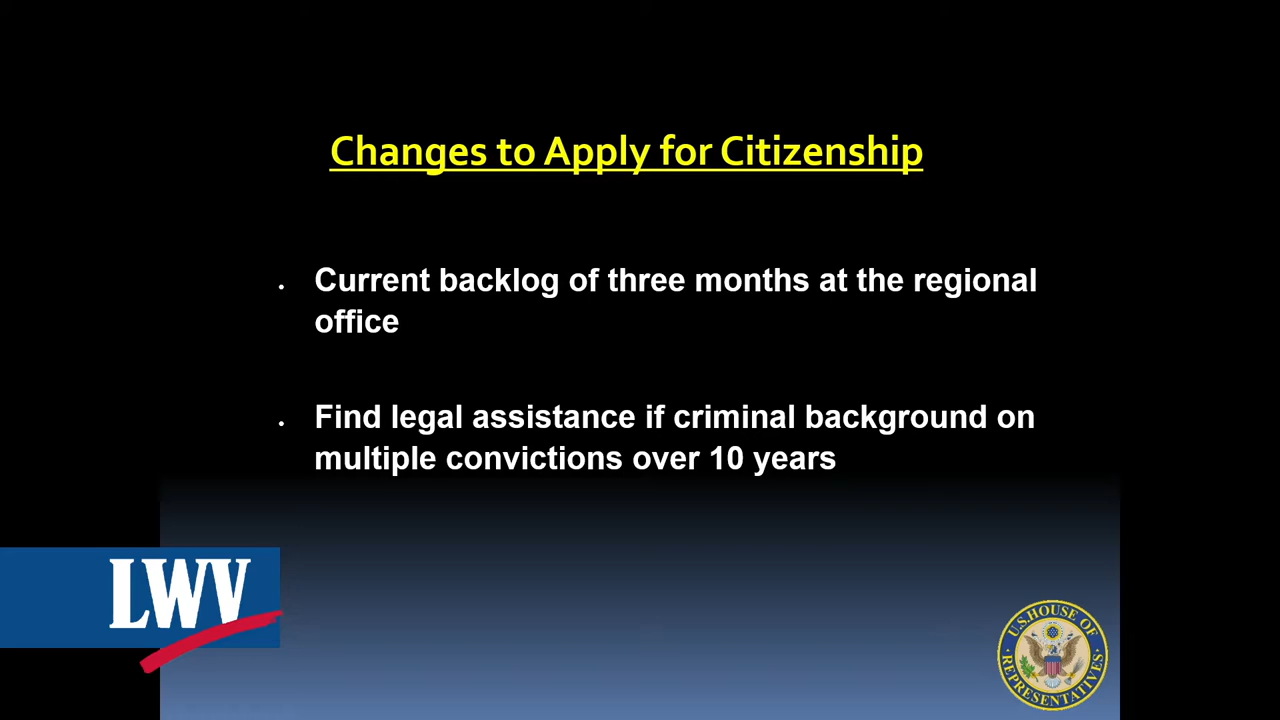 Changes to Apply for Citizenship
• Current backlog of three months at the regional
office
• Find legal assistance if criminal background on
multiple convictions over 10 years
LWV
U.S. HOUSE OF
REPRESENTATIVES